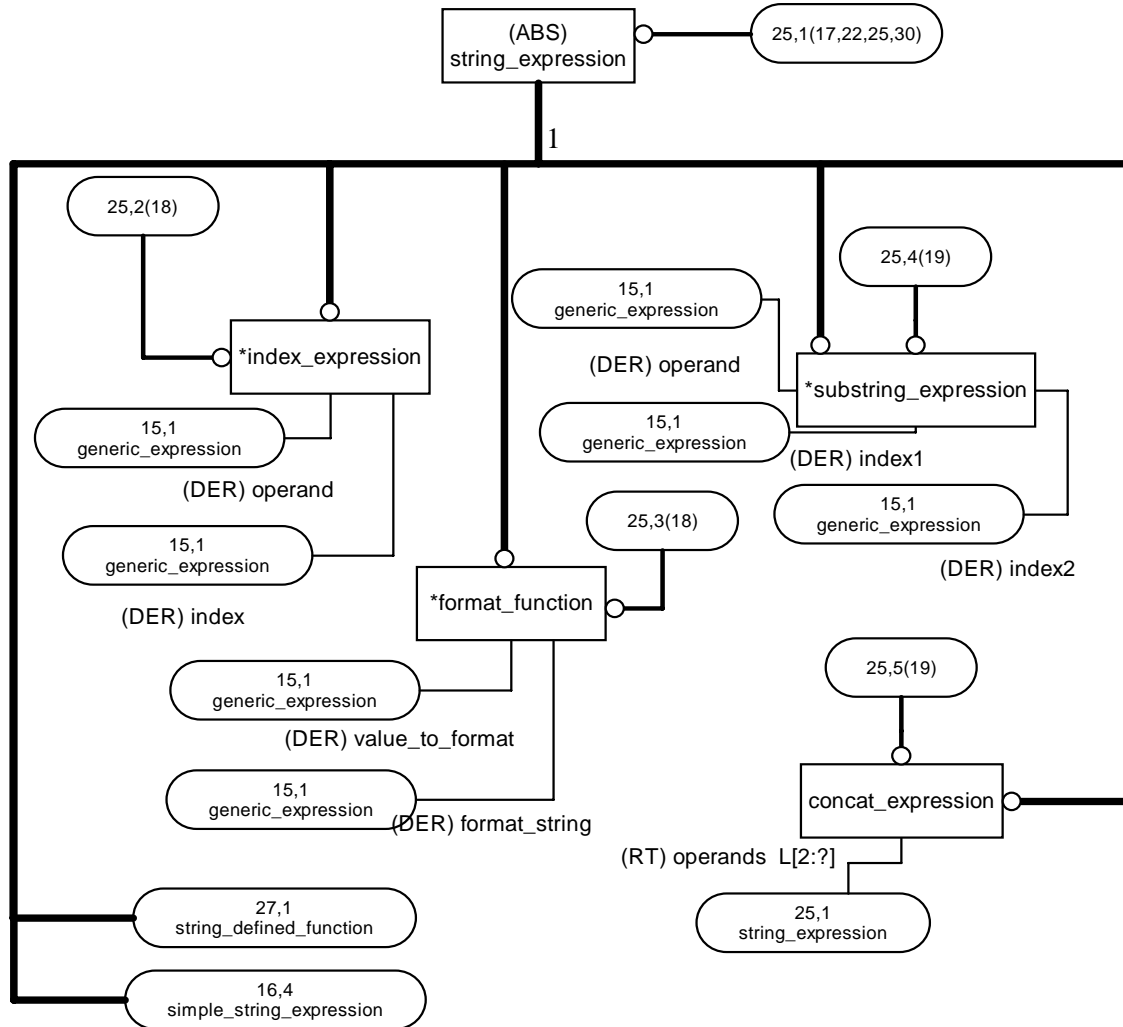 (ABS)
string_expression
25,1(17,22,25,30)
1
25,2(18)
25,4(19)
15,1
generic_expression
(DER) operand
*index_expression
*substring_expression
15,1
generic_expression
(DER) operand
15,1
generic_expression
(DER) index1
15,1
generic_expression
(DER) index2
15,1
generic_expression
(DER) index
25,3(18)
*format_function
15,1
generic_expression
(DER) value_to_format
15,1
generic_expression
(DER) format_string
25,5(19)
concat_expression
(RT) operands L[2:?]
25,1
string_expression
27,1
string_defined_function
16,4
simple_string_expression